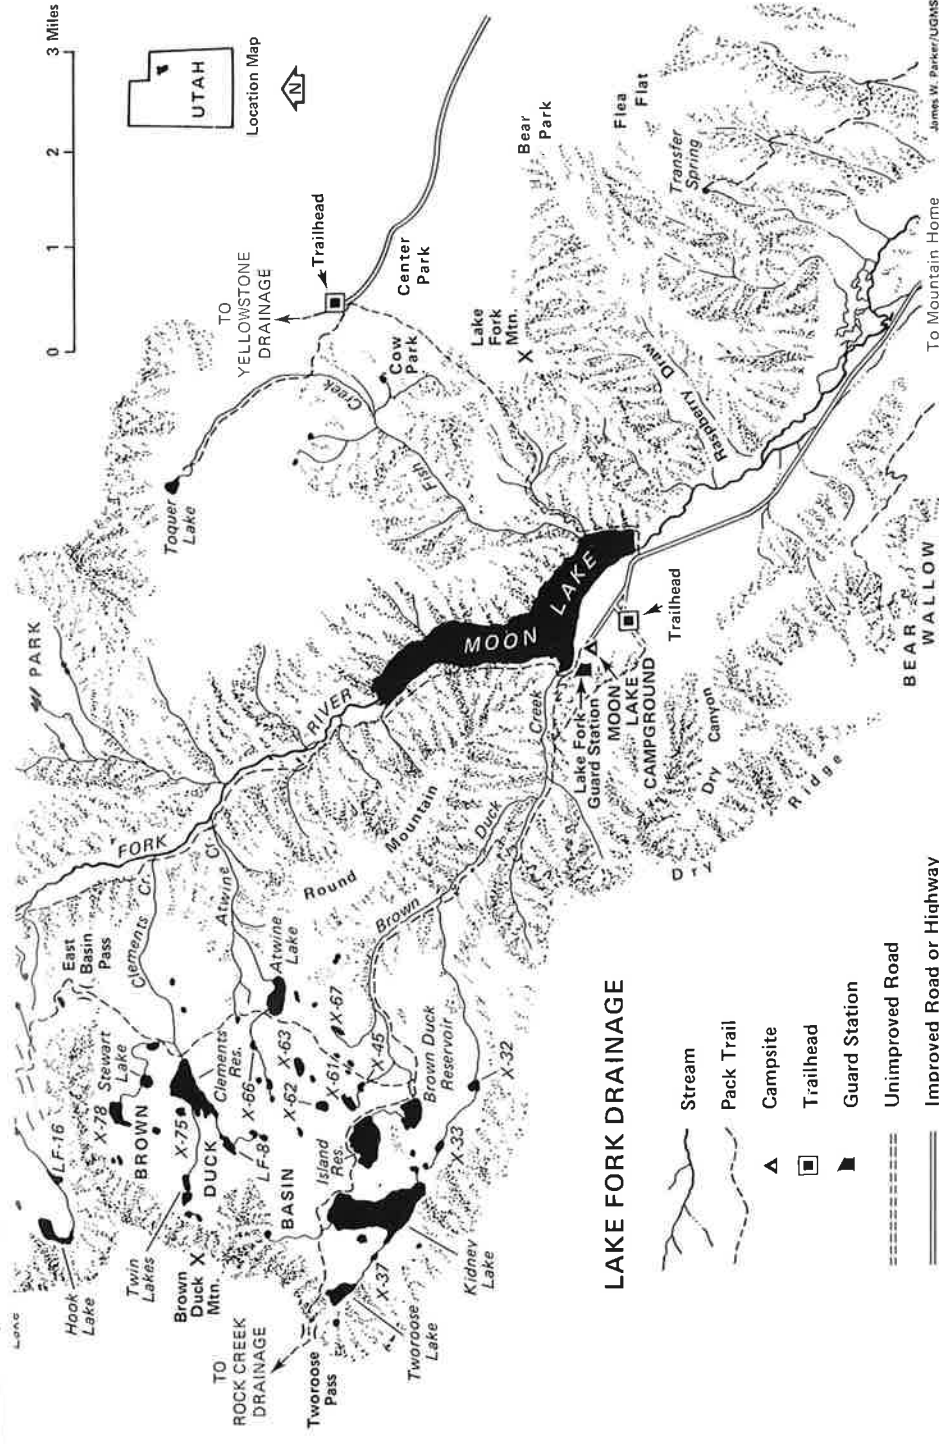 3 Miles
2
1
0
UTAH
Location Map
N
TO
YELLOWSTONE
DRAINAGE
Trailhead
Center
Park
Bear
Park
Flea
Flat
Transfer
Spring
James W. Parker/UGMS
To Mountain Home
Lake
Fork
Mtn.
X
Cow
Park
Creek
Fish
Raspberry Draw
Toquer
Lake
PARK
MOON LAKE
RIVER
FORK
Trailhead
Lake Fork
Guard Station
MOON
LAKE
CAMPGROUND
BEAR
WALLOW
Dry Canyon
Dry Ridge
Creek
Duck
Brown
Round Mountain
East
Basin
Pass
Clements Cr.
Atwine Cr.
Atwine
Lake
Stewart
Lake
Clements
Res.
X-78
X-75
X-66
X-63
X-62
X-61
X-67
X-45
LF-8
LF-16
BROWN
DUCK
BASIN
Hook
Lake
Twin
Lakes
Brown
Duck X
Mtn.
Island
Res.
Brown Duck
Reservoir
X-32
X-33
X-37
Kidney
Lake
Tworoose
Lake
Tworoose
Pass
TO
ROCK CREEK
DRAINAGE
LAKE FORK DRAINAGE
Stream
Pack Trail
Campsite
Trailhead
Guard Station
Unimproved Road
Improved Road or Highway